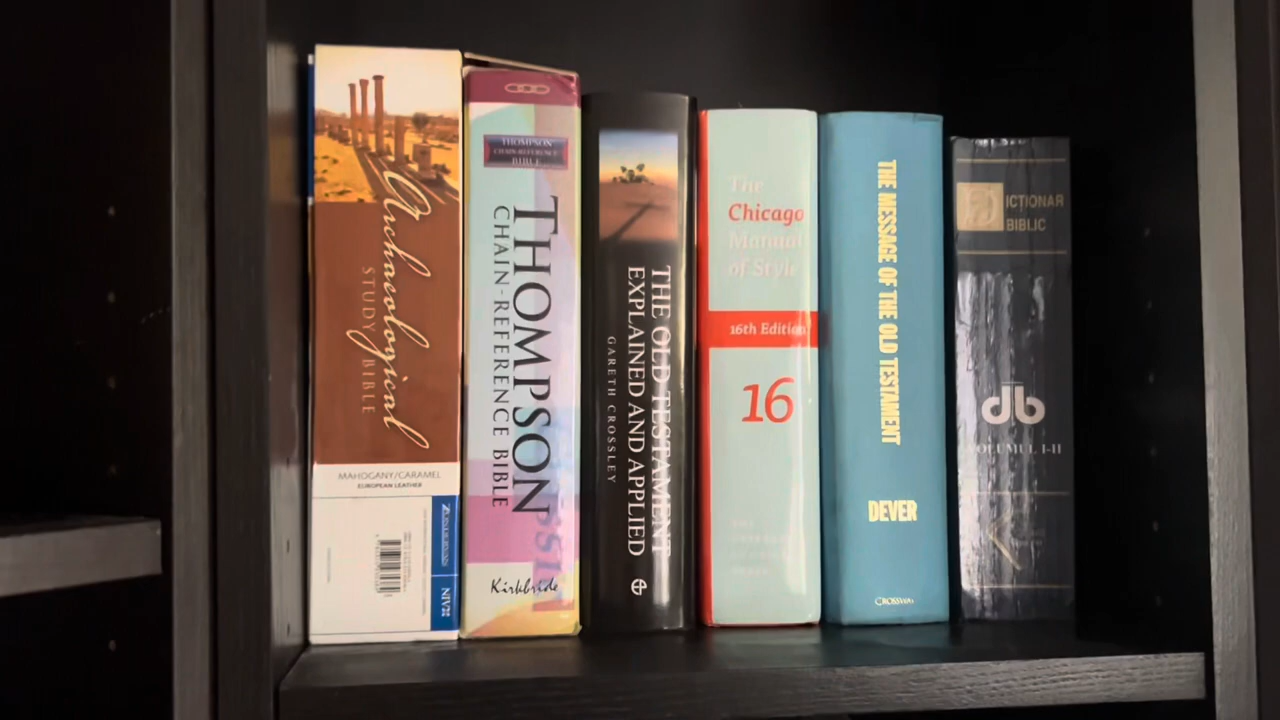 Archaeological
STUDY BIBLE
MAHOGANY/CARAMEL
EUROPEAN LEATHER
ZONDERVAN
NIV
THOMPSON
CHAIN-REFERENCE
BIBLE
THOMPSON
CHAIN-REFERENCE BIBLE
Kirkbride
THE OLD TESTAMENT
EXPLAINED AND APPLIED
GARETH CROSSLEY
The
Chicago
Manual
of Style
16th Edition
16
THE MESSAGE OF THE OLD TESTAMENT
DEVER
CROSSWAY
DICTIONAR
BIBLIC
db
VOLUMUL I-II